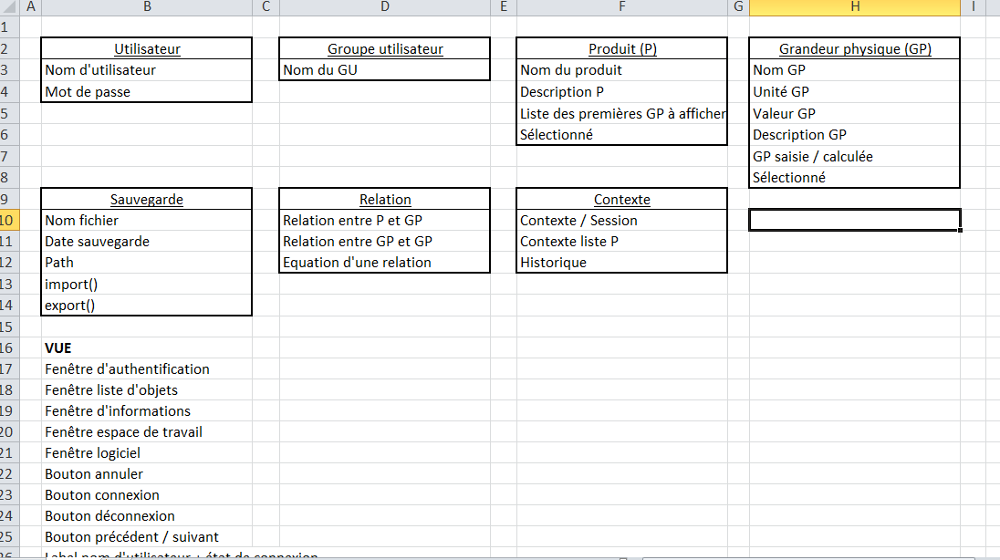 A B C D E F G H I
1
2 Utilisateur Groupe utilisateur Produit (P) Grandeur physique (GP)
3 Nom d'utilisateur Nom du GU Nom du produit Nom GP
4 Mot de passe Description P Unité GP
5 Liste des premières GP à afficher Valeur GP
6 Sélectionné Description GP
7 GP saisie / calculée
8 Sélectionné
9 Sauvegarde Relation Contexte
10 Nom fichier Relation entre P et GP Contexte / Session
11 Date sauvegarde Relation entre GP et GP Contexte liste P
12 Path Equation d'une relation Historique
13 import()
14 export()
15
16 VUE
17 Fenêtre d'authentification
18 Fenêtre liste d'objets
19 Fenêtre d'informations
20 Fenêtre espace de travail
21 Fenêtre logiciel
22 Bouton annuler
23 Bouton connexion
24 Bouton déconnexion
25 Bouton précédent / suivant
26 Label nom d'utilisateur + état de connexion